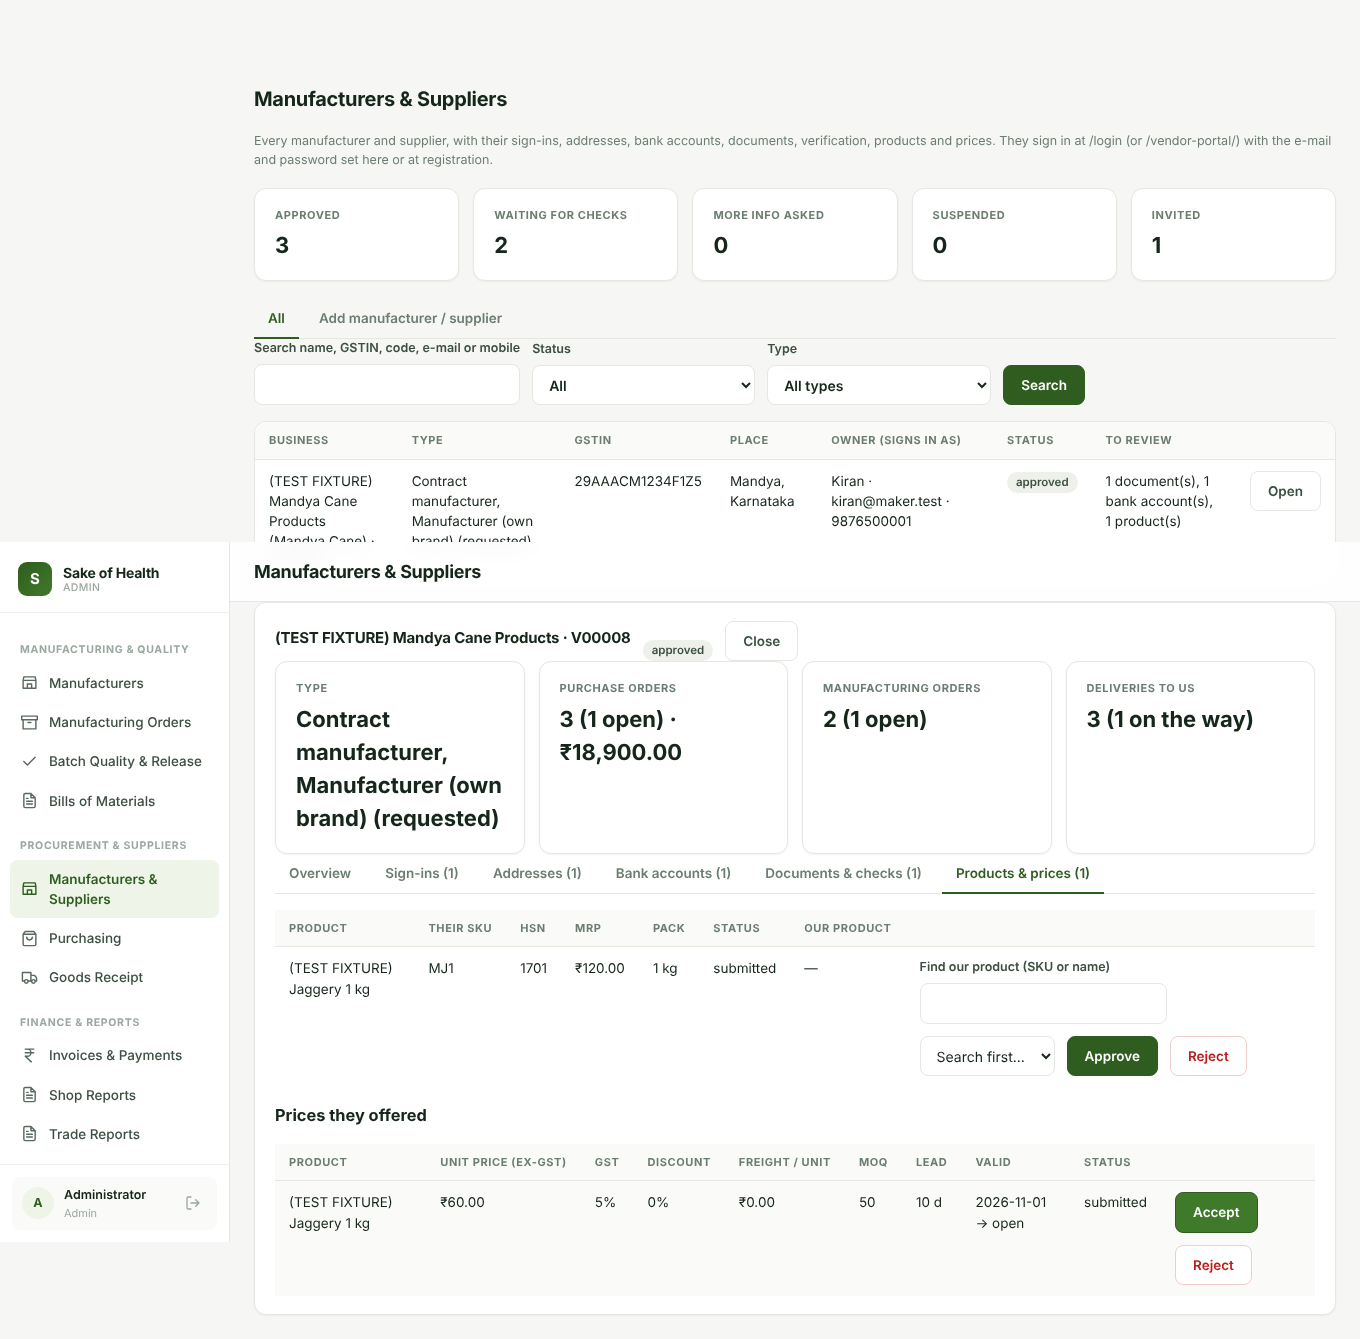 Manufacturers & Suppliers
Every manufacturer and supplier, with their sign-ins, addresses, bank accounts, documents, verification, products and prices. They sign in at /login (or /vendor-portal/) with the e-mail
and password set here or at registration.
APPROVED
3
WAITING FOR CHECKS
2
MORE INFO ASKED
0
SUSPENDED
0
INVITED
1
All
Add manufacturer / supplier
Search name, GSTIN, code, e-mail or mobile
Status
Type
All
All types
Search
BUSINESS TYPE GSTIN PLACE OWNER (SIGNS IN AS) STATUS TO REVIEW
(TEST FIXTURE)
Mandya Cane
Products
(Mandya Cane) ·
Contract
manufacturer,
Manufacturer (own
brand) (requested)
29AAACM1234F1Z5
Mandya,
Karnataka
Kiran ·
kiran@maker.test ·
9876500001
approved
1 document(s), 1
bank account(s),
1 product(s)
Open
S
Sake of Health
ADMIN
MANUFACTURING & QUALITY
Manufacturers
Manufacturing Orders
Batch Quality & Release
Bills of Materials
PROCUREMENT & SUPPLIERS
Manufacturers &
Suppliers
Purchasing
Goods Receipt
FINANCE & REPORTS
₹ Invoices & Payments
Shop Reports
Trade Reports
A
Administrator
Admin
Manufacturers & Suppliers
(TEST FIXTURE) Mandya Cane Products · V00008
approved
Close
TYPE
Contract
manufacturer,
Manufacturer (own
brand) (requested)
PURCHASE ORDERS
3 (1 open) ·
₹18,900.00
MANUFACTURING ORDERS
2 (1 open)
DELIVERIES TO US
3 (1 on the way)
Overview
Sign-ins (1)
Addresses (1)
Bank accounts (1)
Documents & checks (1)
Products & prices (1)
PRODUCT THEIR SKU HSN MRP PACK STATUS OUR PRODUCT
(TEST FIXTURE)
Jaggery 1 kg
MJ1
1701
₹120.00
1 kg
submitted
—
Find our product (SKU or name)
Search first...
Approve
Reject
Prices they offered
PRODUCT UNIT PRICE (EX-GST) GST DISCOUNT FREIGHT / UNIT MOQ LEAD VALID STATUS
(TEST FIXTURE)
Jaggery 1 kg
₹60.00
5%
0%
₹0.00
50
10 d
2026-11-01
→ open
submitted
Accept
Reject